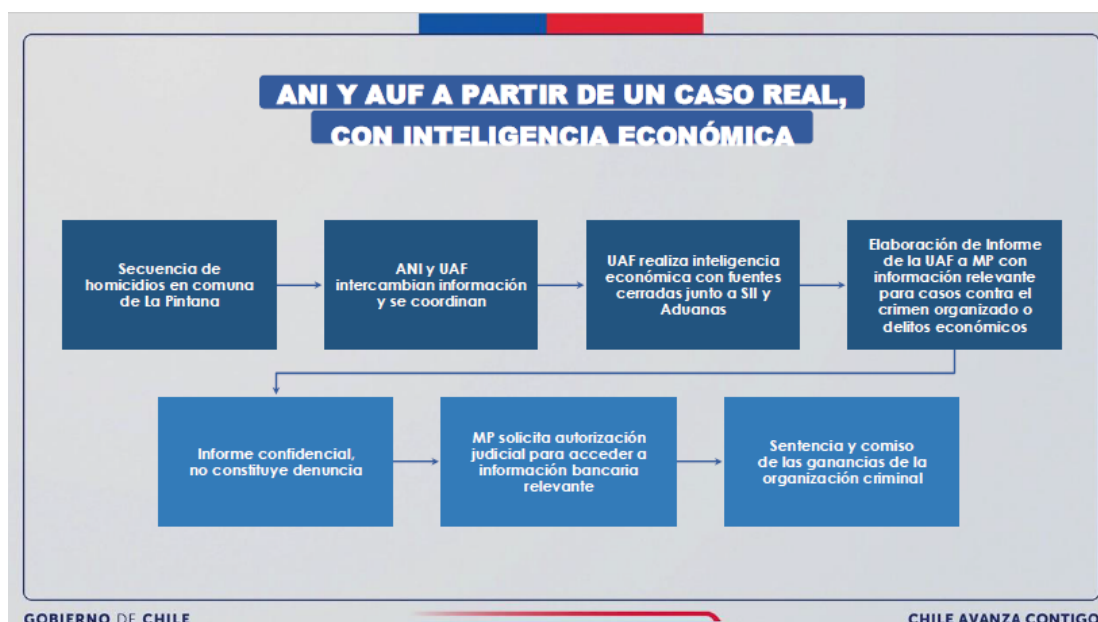 ANI Y AUF A PARTIR DE UN CASO REAL,
CON INTELIGENCIA ECONÓMICA
Secuencia de
homicidios en comuna
de La Pintana
ANI y UAF
intercambian información
y se coordinan
UAF realiza inteligencia
económica con fuentes
cerradas junto a SII y
Aduanas
Elaboración de Informe
de la UAF a MP con
información relevante
para casos contra el
crimen organizado o
delitos económicos
Informe confidencial,
no constituye denuncia
MP solicita autorización
judicial para acceder a
información bancaria
relevante
Sentencia y comiso
de las ganancias de la
organización criminal
GOBIERNO DE CHILE
CHILE AVANZA CONTIGO